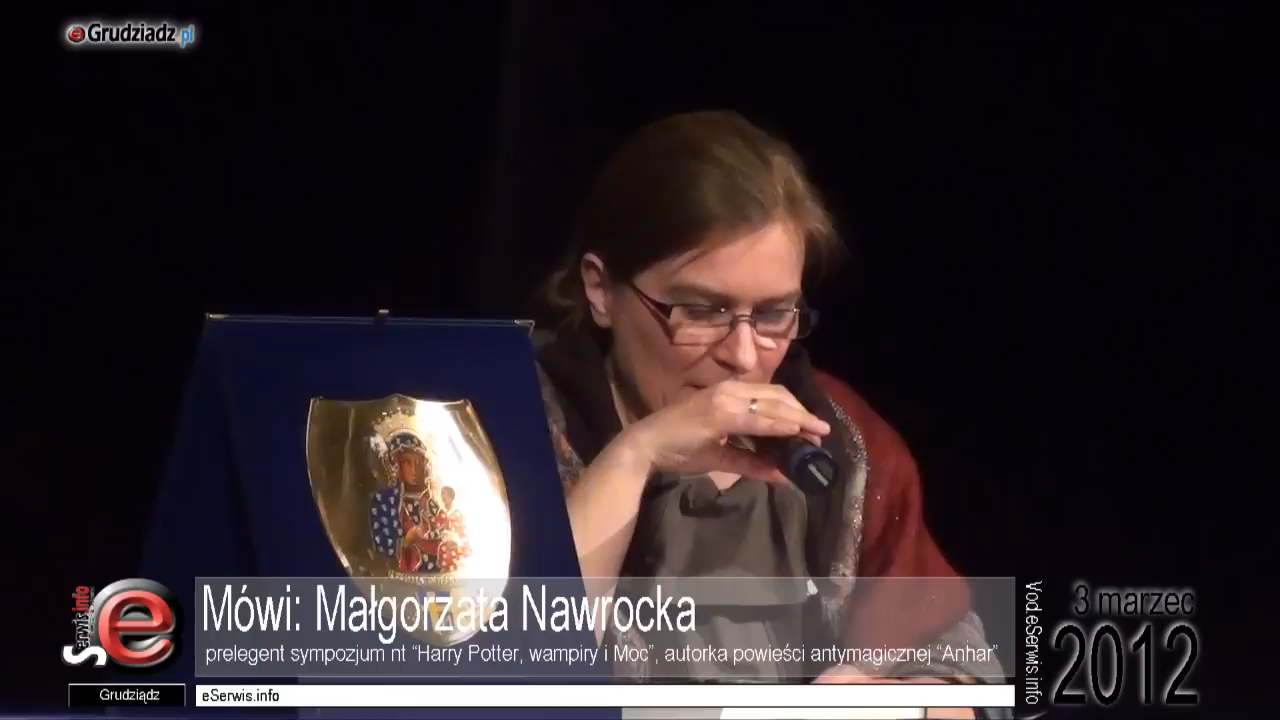 eGrudziadz.pl
Mówi: Małgorzata Nawrocka
prelegent sympozjum nt “Harry Potter, wampiry i Moc”, autorka powieści antymagicznej “Anhar”
eSerwis.info
Serwis.info
e
Grudziądz
Vod.eSerwis.info
3 marzec
2012